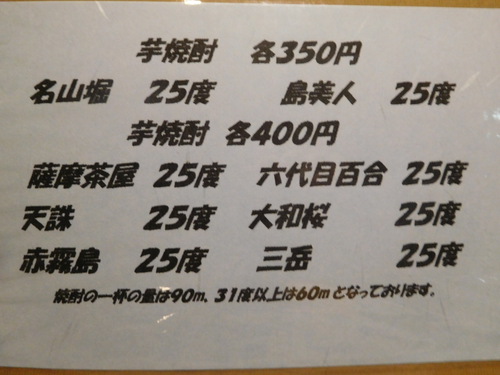 芋焼酎 各350円
名山堀 25度 島美人 25度
芋焼酎 各400円
薩摩茶屋 25度 六代目百合 25度
天誅 25度 大和桜 25度
赤霧島 25度 三岳 25度
焼酎の一杯の量は90m、31度以上は60mとなっております。